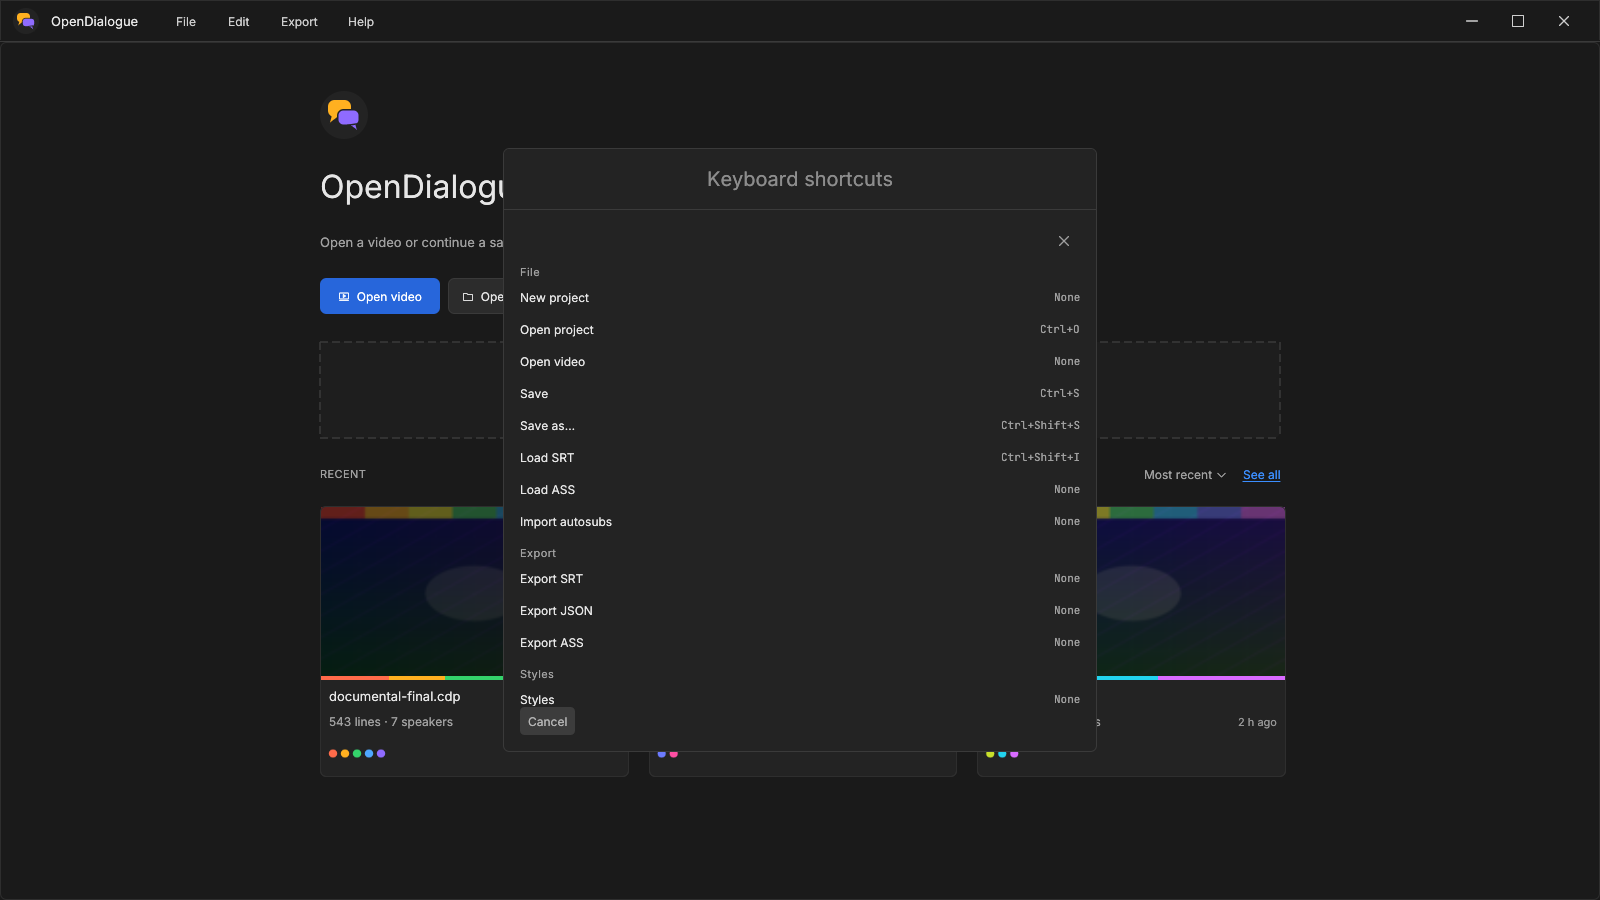 OpenDialogue File Edit Export Help
OpenDialogu
Open a video or continue a sa
Open video Ope
RECENT Most recent See all
documental-final.cdp
543 lines · 7 speakers
s 2 h ago
Keyboard shortcuts
File
New project None
Open project Ctrl+O
Open video None
Save Ctrl+S
Save as... Ctrl+Shift+S
Load SRT Ctrl+Shift+I
Load ASS None
Import autosubs None
Export
Export SRT None
Export JSON None
Export ASS None
Styles
Styles None
Cancel